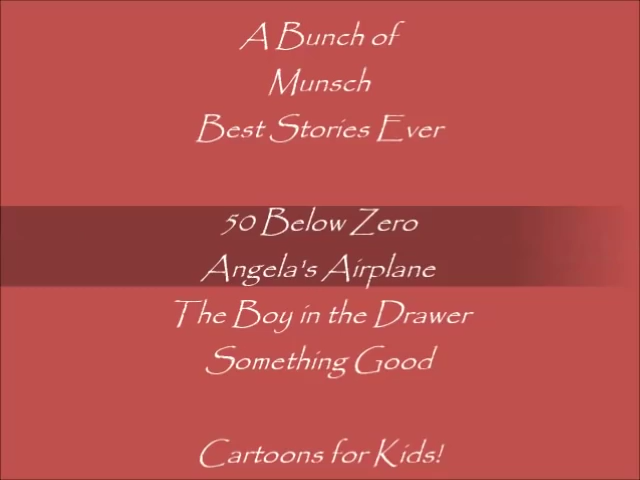 A Bunch of
Munsch
Best Stories Ever
50 Below Zero
Angela's Airplane
The Boy in the Drawer
Something Good
Cartoons for Kids!